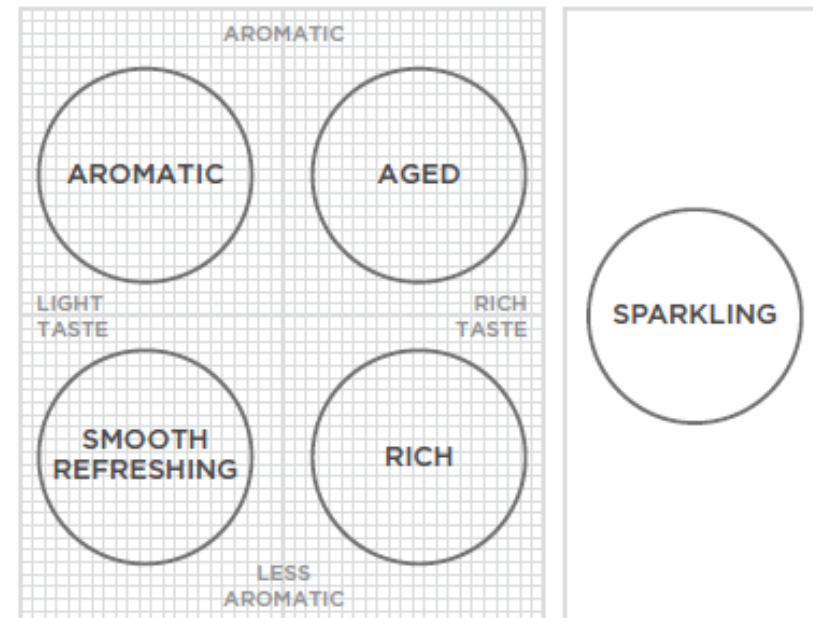 AROMATIC
AROMATIC
AGED
LIGHT
TASTE
RICH
TASTE
SMOOTH
REFRESHING
RICH
LESS
AROMATIC
SPARKLING